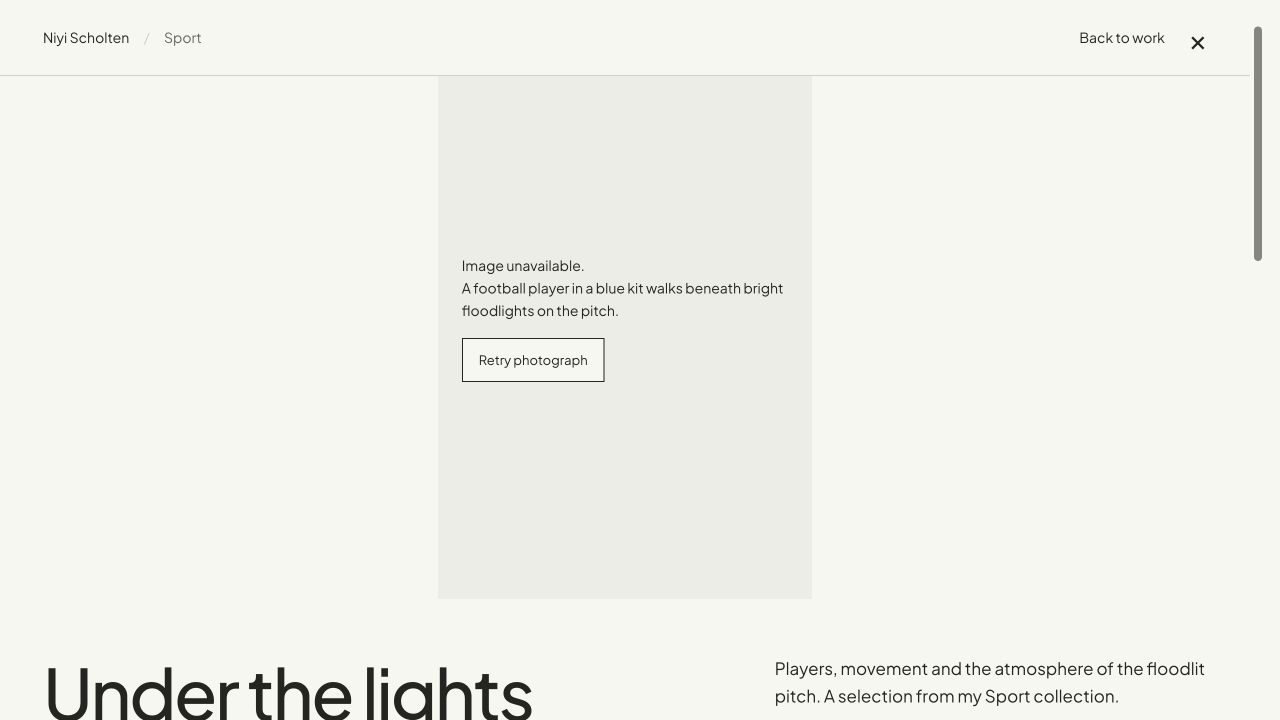 Niyi Scholten / Sport
Back to work ✕
Image unavailable.
A football player in a blue kit walks beneath bright
floodlights on the pitch.
Retry photograph
Under the lights
Players, movement and the atmosphere of the floodlit
pitch. A selection from my Sport collection.